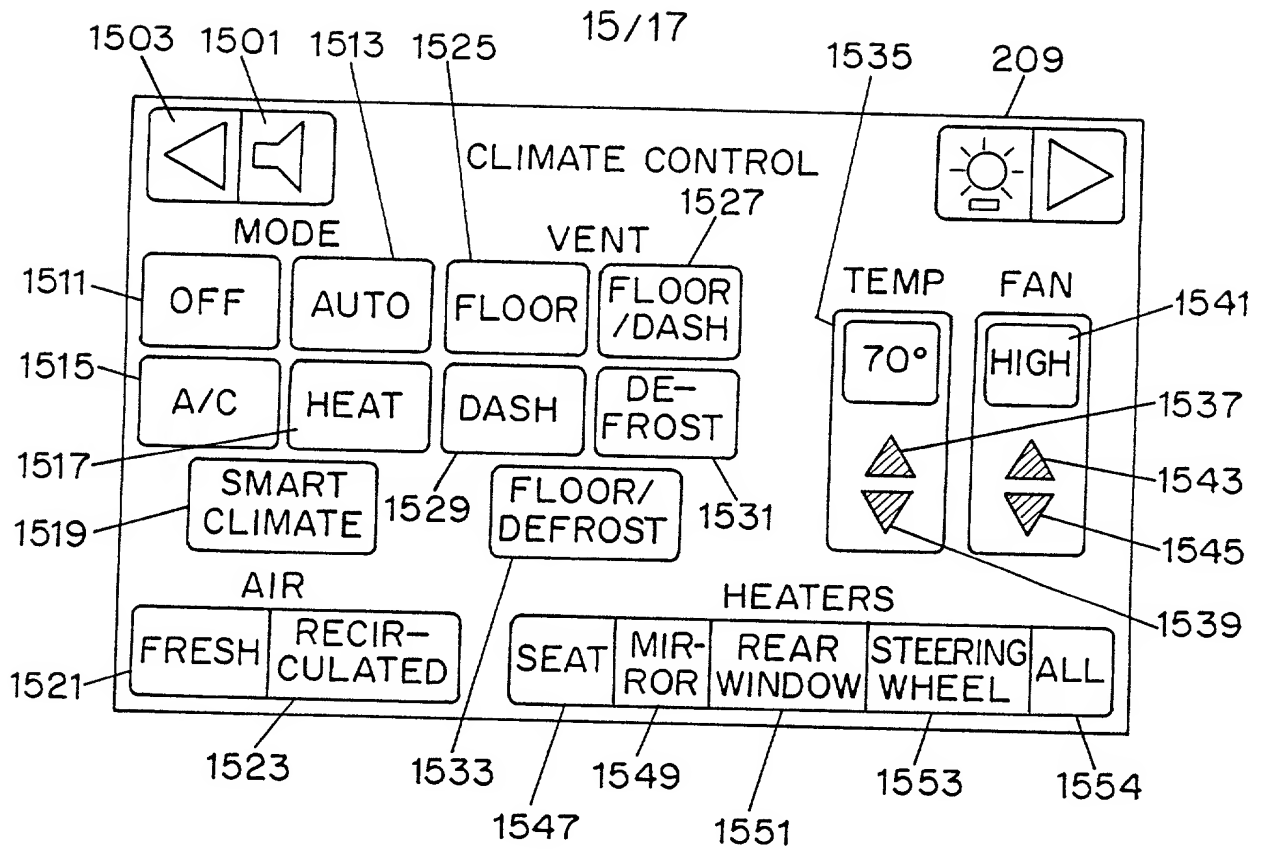 15/17
1503 1501 1513 1525 1535 209
CLIMATE CONTROL
1527
MODE VENT
TEMP FAN
1511 OFF AUTO FLOOR FLOOR
/DASH
70° HIGH 1541
1515 A/C HEAT DASH DE-
FROST
1537
1517 1529 1531 1543
1519 SMART
CLIMATE
FLOOR/
DEFROST
1545
AIR HEATERS
1539
1521 FRESH RECIR-
CULATED
SEAT MIR-
ROR
REAR
WINDOW
STEERING
WHEEL
ALL
1523 1533 1549 1553 1554
1547 1551